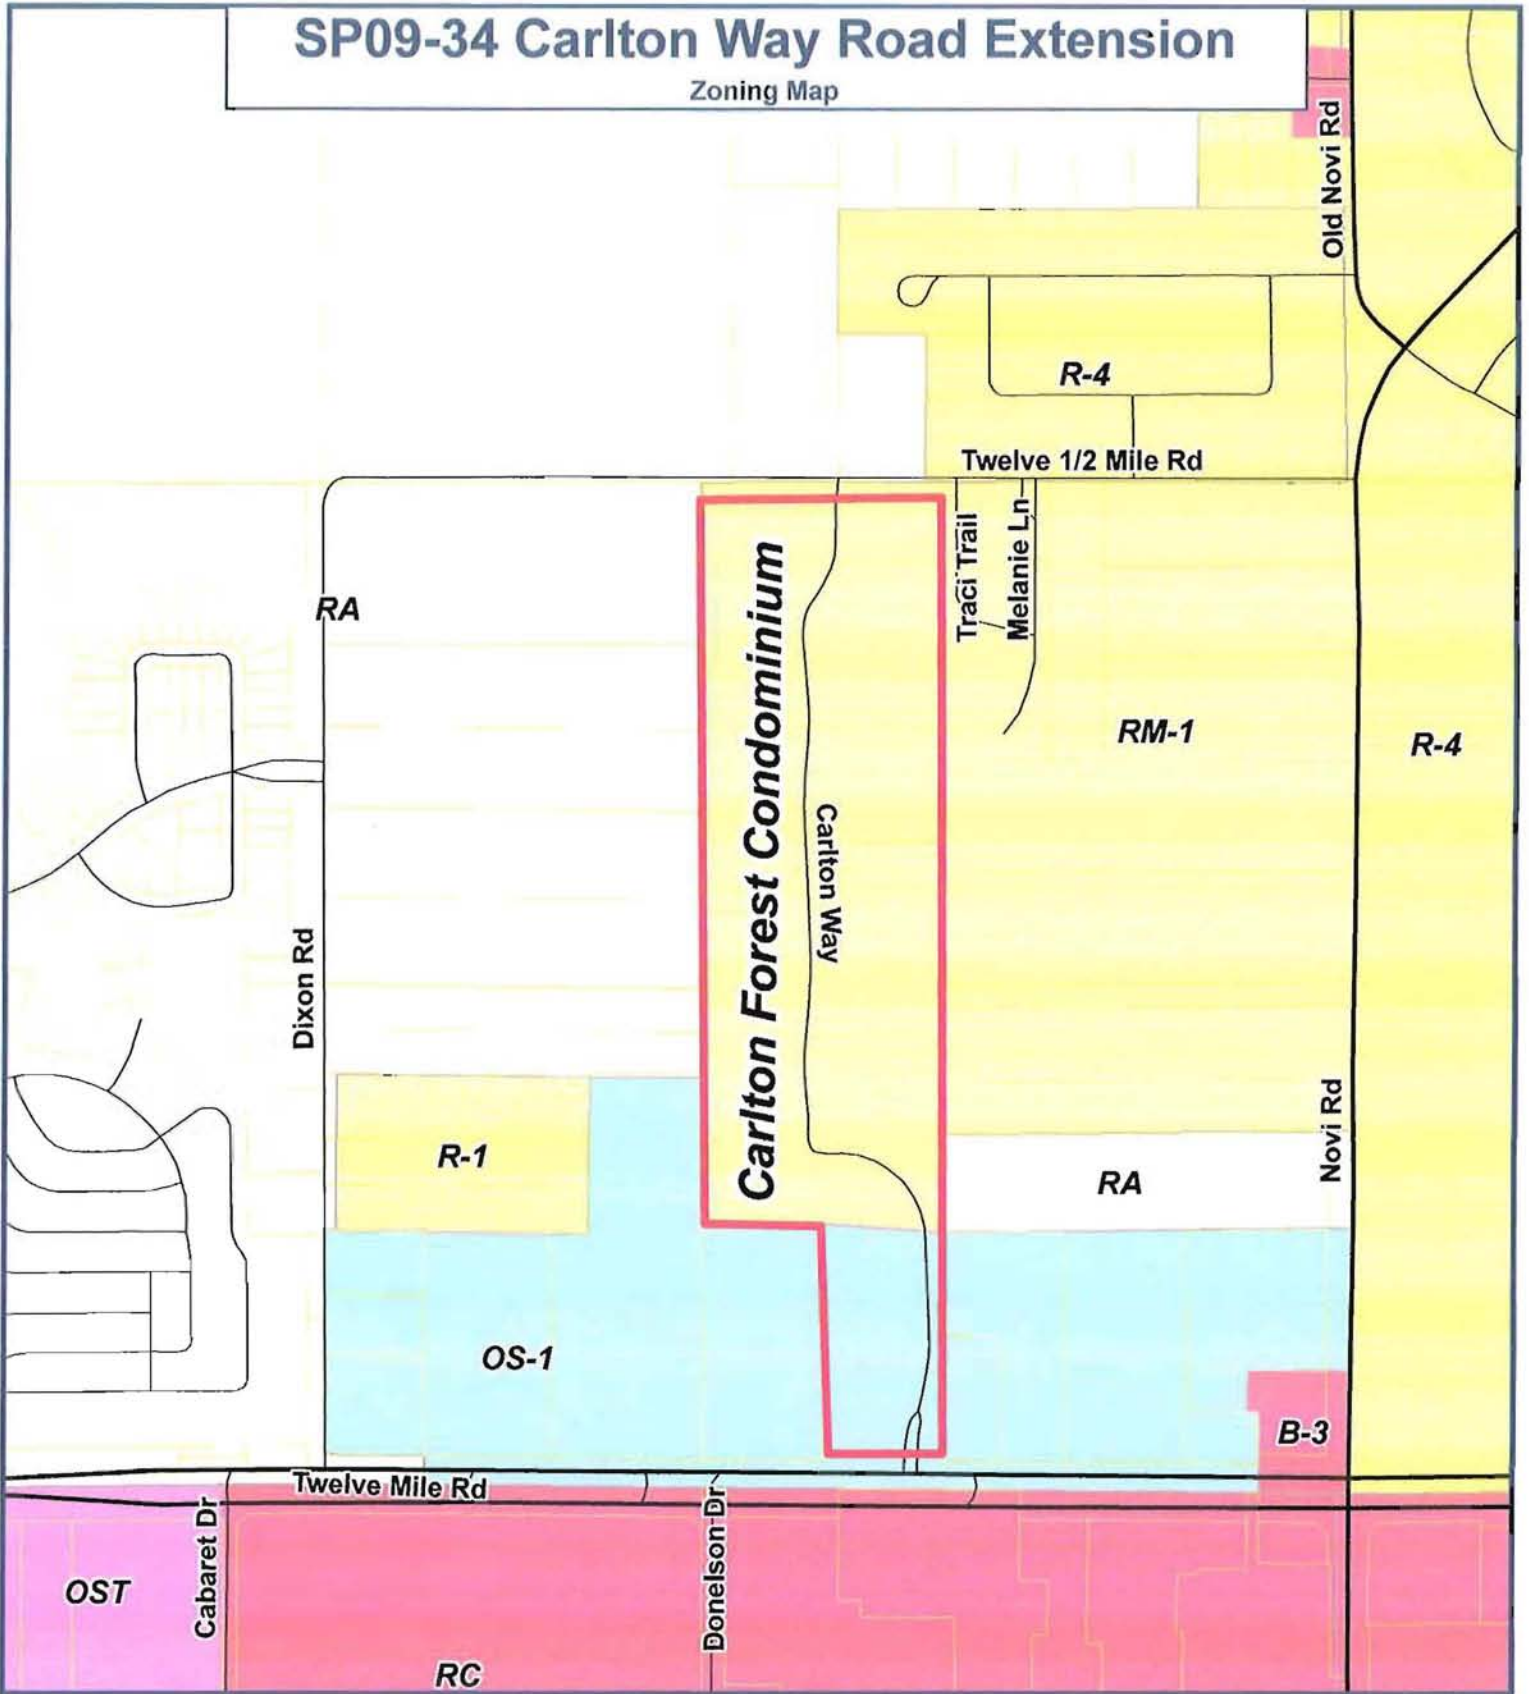 SP09-34 Carlton Way Road Extension
Zoning Map
Old Novi Rd
R-4
Twelve 1/2 Mile Rd
Traci Trail
Melanie Ln
RA
Carlton Forest Condominium
RM-1
R-4
Carlton Way
Dixon Rd
R-1
RA
Novi Rd
OS-1
B-3
Twelve Mile Rd
Cabaret Dr
Donelson Dr
OST
RC